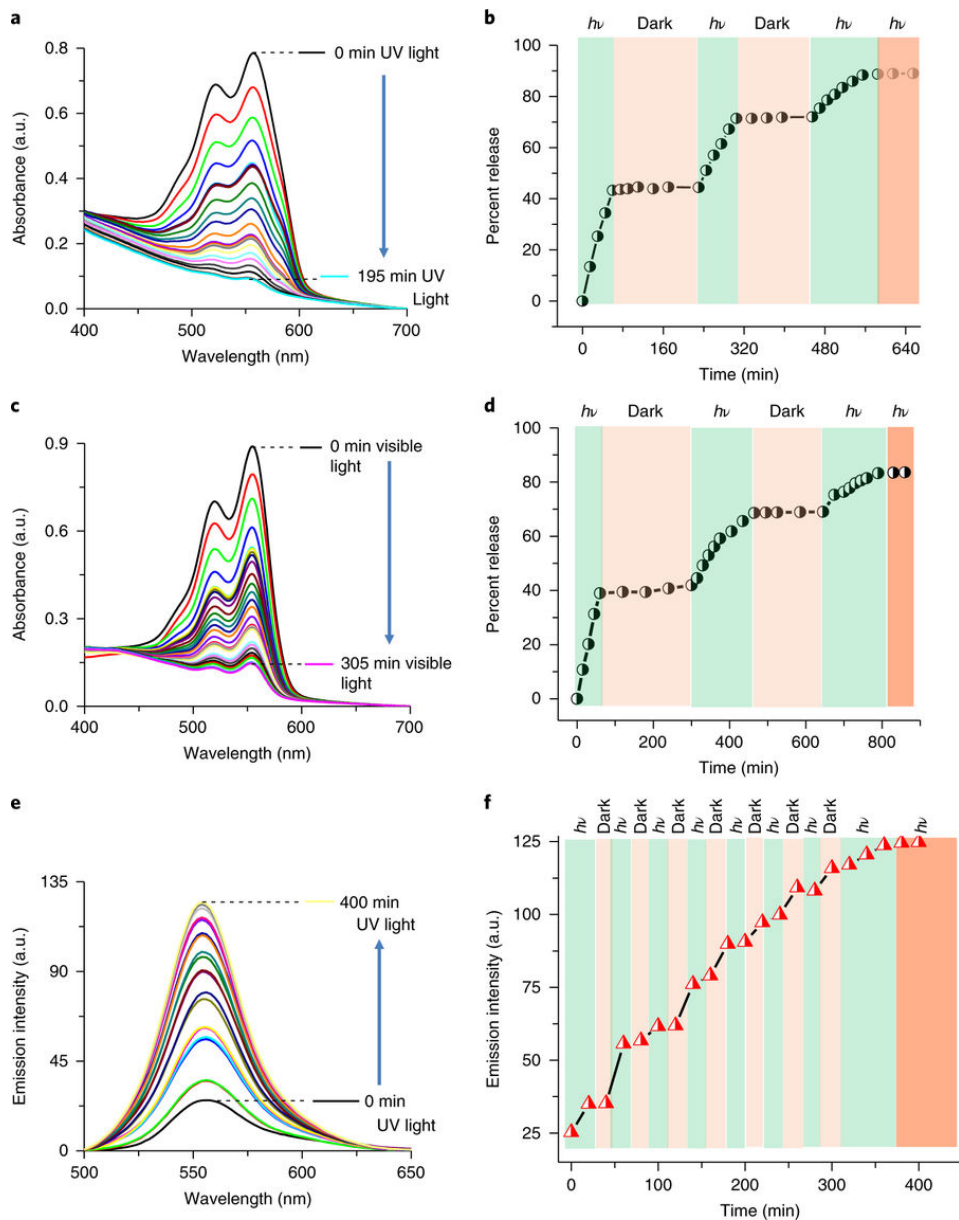 a
0.8
0.6
0.4
0.2
0.0
Absorbance (a.u.)
0 min UV light
195 min UV
Light
400
500
600
700
Wavelength (nm)
b
hν
Dark
hν
Dark
hν
hν
100
80
60
40
20
0
Percent release
0
160
320
480
640
Time (min)
c
0.9
0.6
0.3
0.0
Absorbance (a.u.)
0 min visible
light
305 min visible
light
400
500
600
700
Wavelength (nm)
d
hν
Dark
hν
Dark
hν
hν
100
80
60
40
20
0
Percent release
0
200
400
600
800
Time (min)
e
135
90
45
0
Emission intensity (a.u.)
400 min
UV light
0 min
UV light
500
550
600
650
Wavelength (nm)
f
hν
Dark
hν
Dark
hν
Dark
hν
Dark
hν
Dark
hν
Dark
hν
Dark
hν
hν
125
100
75
50
25
Emission intensity (a.u.)
0
100
200
300
400
Time (min)